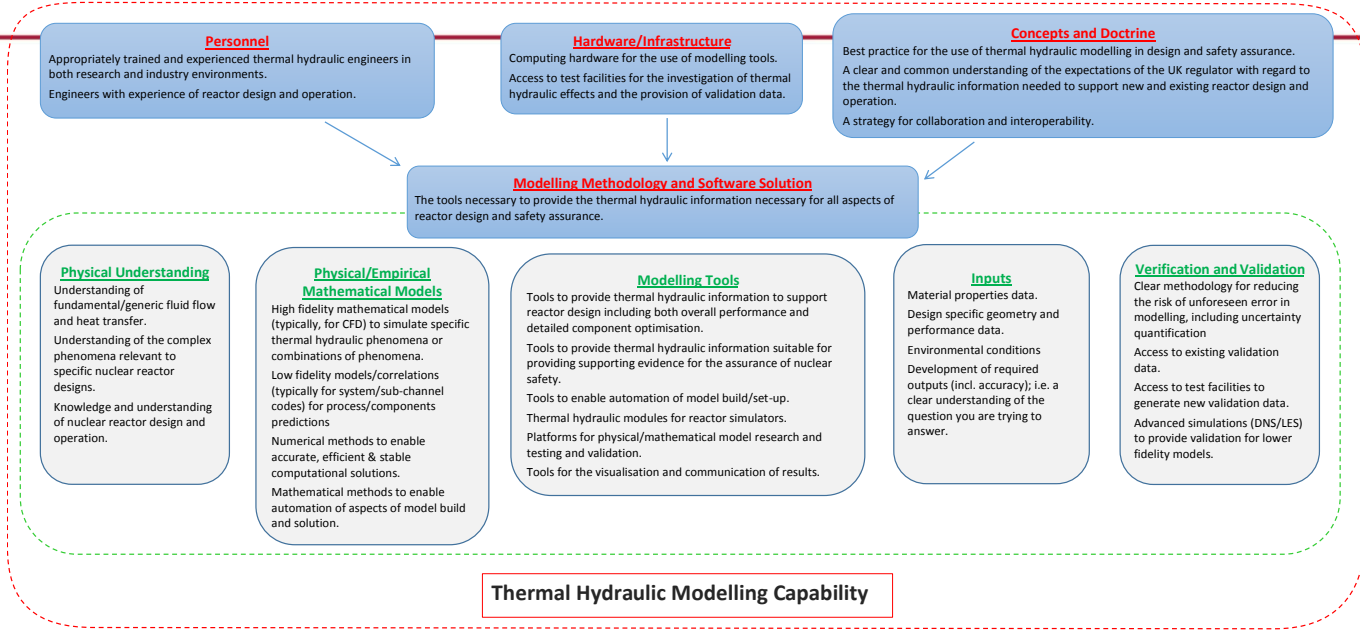 Personnel
Appropriately trained and experienced thermal hydraulic engineers in
both research and industry environments.
Engineers with experience of reactor design and operation.
Hardware/Infrastructure
Computing hardware for the use of modelling tools.
Access to test facilities for the investigation of thermal
hydraulic effects and the provision of validation data.
Concepts and Doctrine
Best practice for the use of thermal hydraulic modelling in design and safety assurance.
A clear and common understanding of the expectations of the UK regulator with regard to
the thermal hydraulic information needed to support new and existing reactor design and
operation.
A strategy for collaboration and interoperability.
Modelling Methodology and Software Solution
The tools necessary to provide the thermal hydraulic information necessary for all aspects of
reactor design and safety assurance.
Physical Understanding
Understanding of
fundamental/generic fluid flow
and heat transfer.
Understanding of the complex
phenomena relevant to
specific nuclear reactor
designs.
Knowledge and understanding
of nuclear reactor design and
operation.
Physical/Empirical
Mathematical Models
High fidelity mathematical models
(typically, for CFD) to simulate specific
thermal hydraulic phenomena or
combinations of phenomena.
Low fidelity models/correlations
(typically for system/sub-channel
codes) for process/components
predictions
Numerical methods to enable
accurate, efficient & stable
computational solutions.
Mathematical methods to enable
automation of aspects of model build
and solution.
Modelling Tools
Tools to provide thermal hydraulic information to support
reactor design including both overall performance and
detailed component optimisation.
Tools to provide thermal hydraulic information suitable for
providing supporting evidence for the assurance of nuclear
safety.
Tools to enable automation of model build/set-up.
Thermal hydraulic modules for reactor simulators.
Platforms for physical/mathematical model research and
testing and validation.
Tools for the visualisation and communication of results.
Inputs
Material properties data.
Design specific geometry and
performance data.
Environmental conditions
Development of required
outputs (incl. accuracy); i.e. a
clear understanding of the
question you are trying to
answer.
Verification and Validation
Clear methodology for reducing
the risk of unforeseen error in
modelling, including uncertainty
quantification
Access to existing validation
data.
Access to test facilities to
generate new validation data.
Advanced simulations (DNS/LES)
to provide validation for lower
fidelity models.
Thermal Hydraulic Modelling Capability